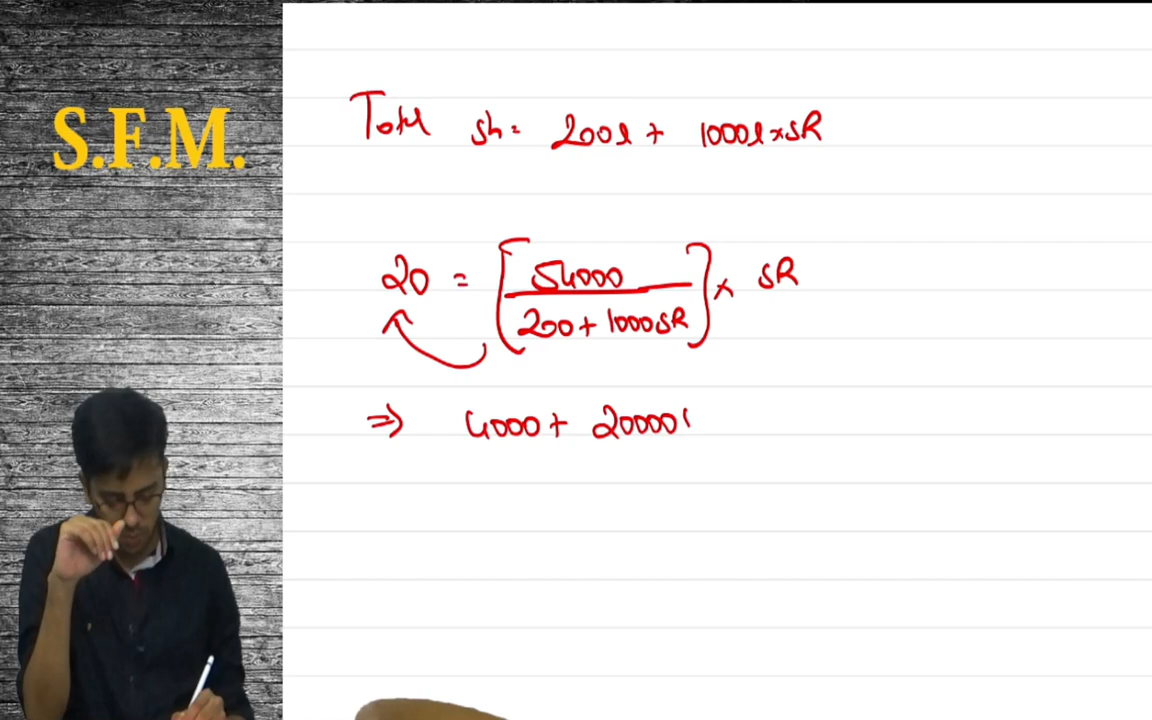 S.F.M.
Total sh = 200l + 1000l × SR
20 = [54000 / 200 + 1000SR] × SR
⇒ 4000 + 20000